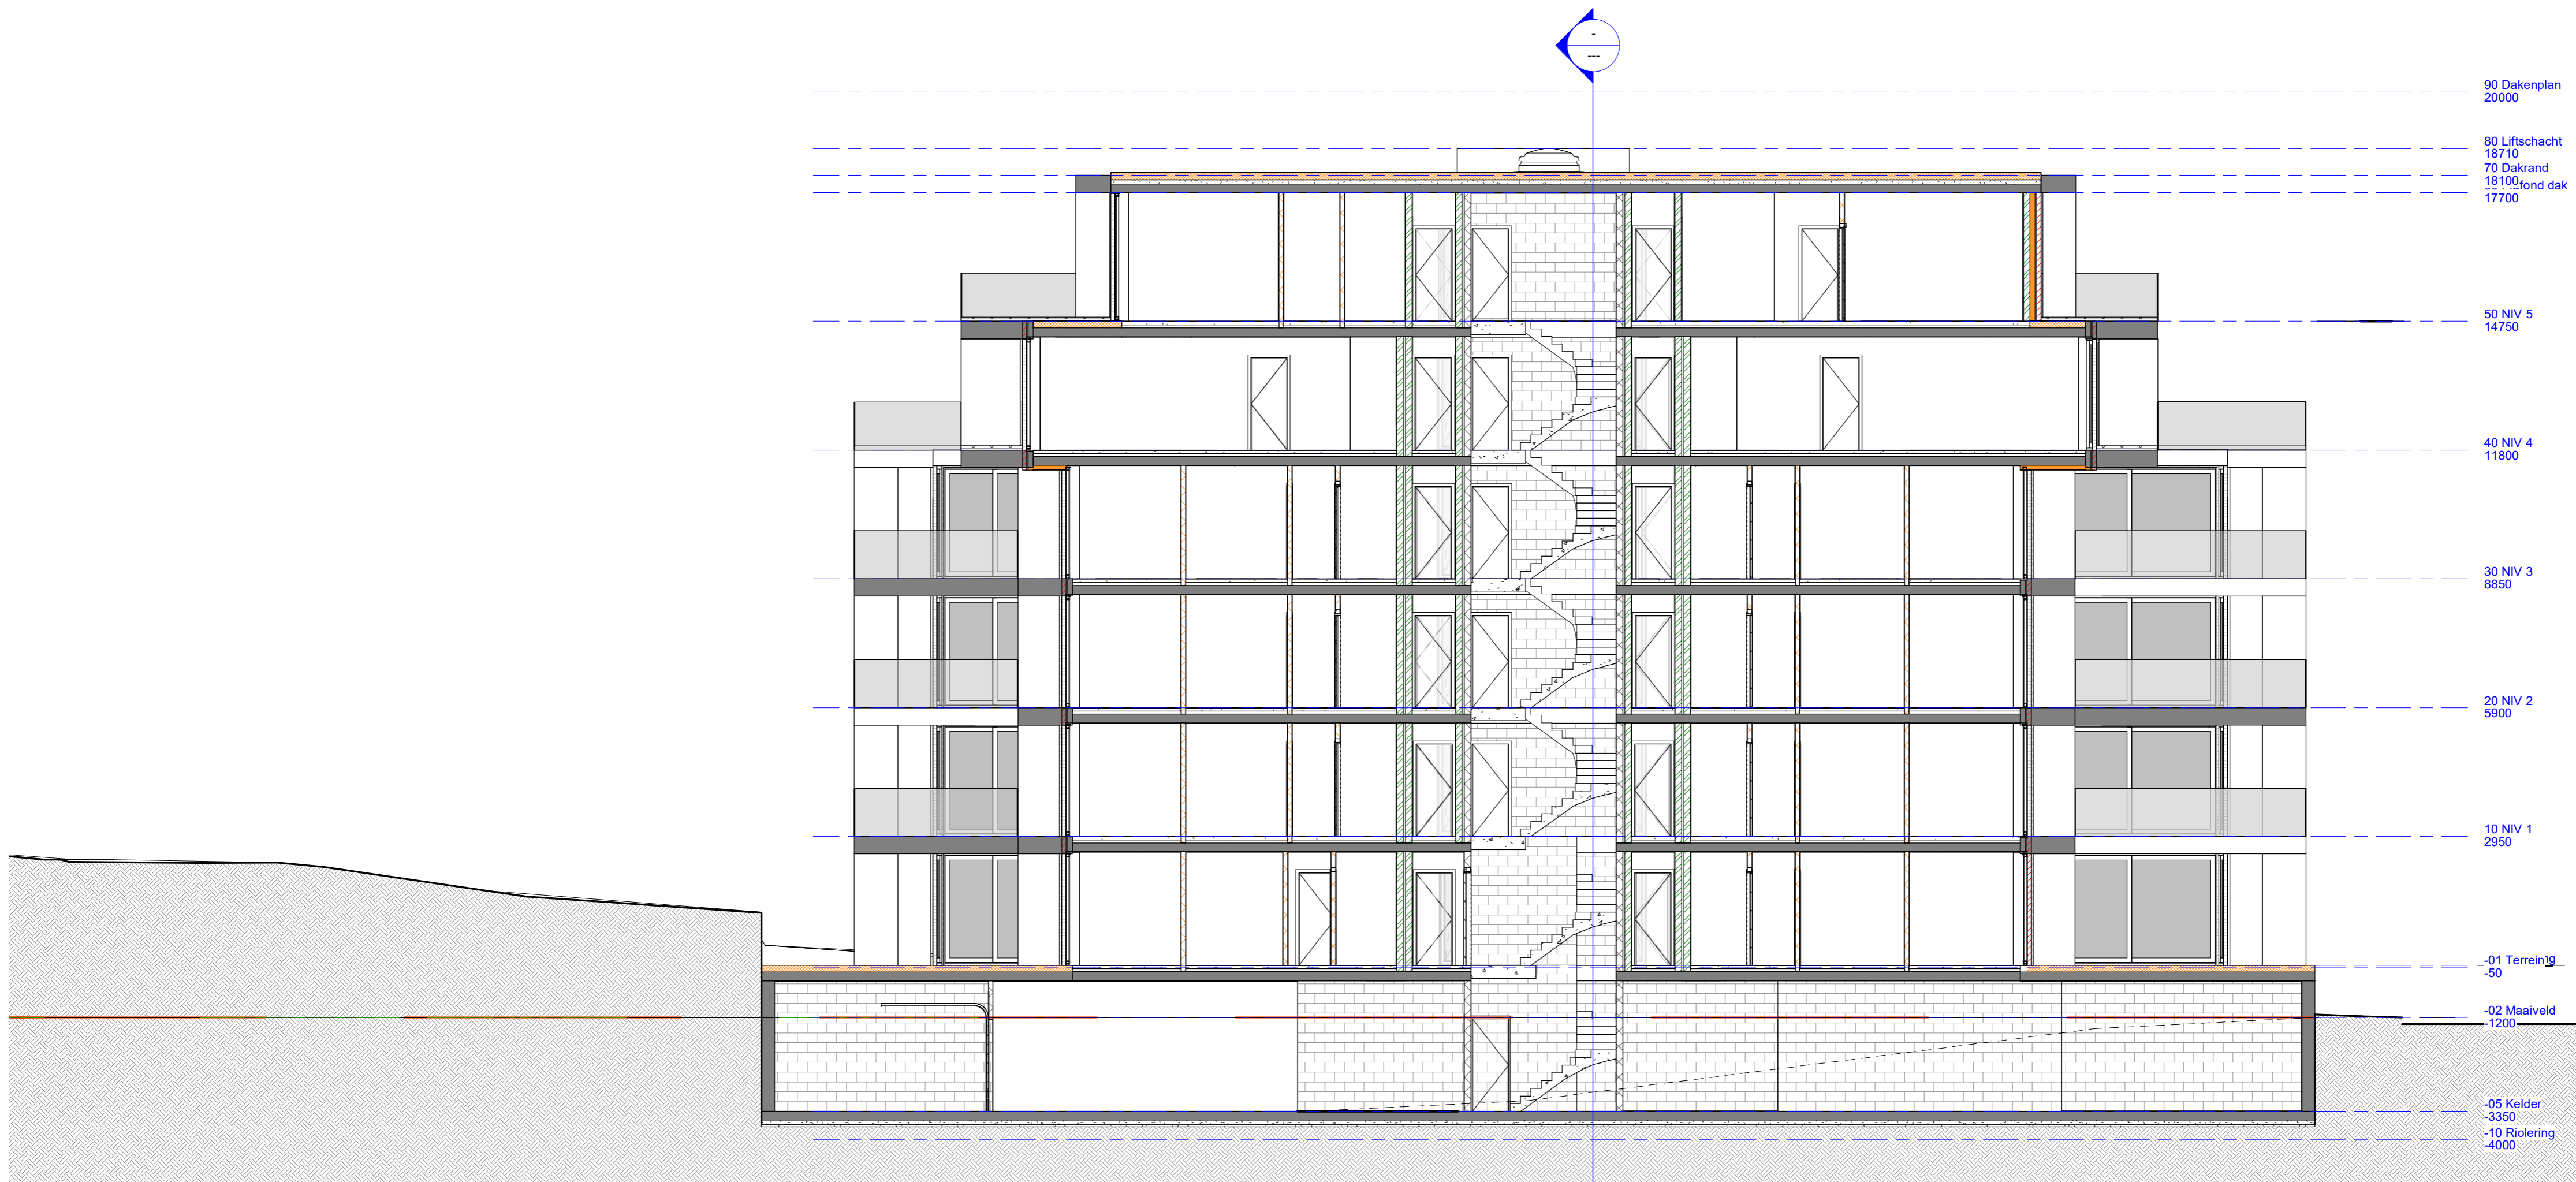 -
---
90 Dakenplan
20000
80 Liftschacht
18710
70 Dakrand
18100
fond dak
17700
50 NIV 5
14750
40 NIV 4
11800
30 NIV 3
8850
20 NIV 2
5900
10 NIV 1
2950
-01 Terrein
-50
-02 Maaiveld
-1200
-05 Kelder
-3350
-10 Riolering
-4000